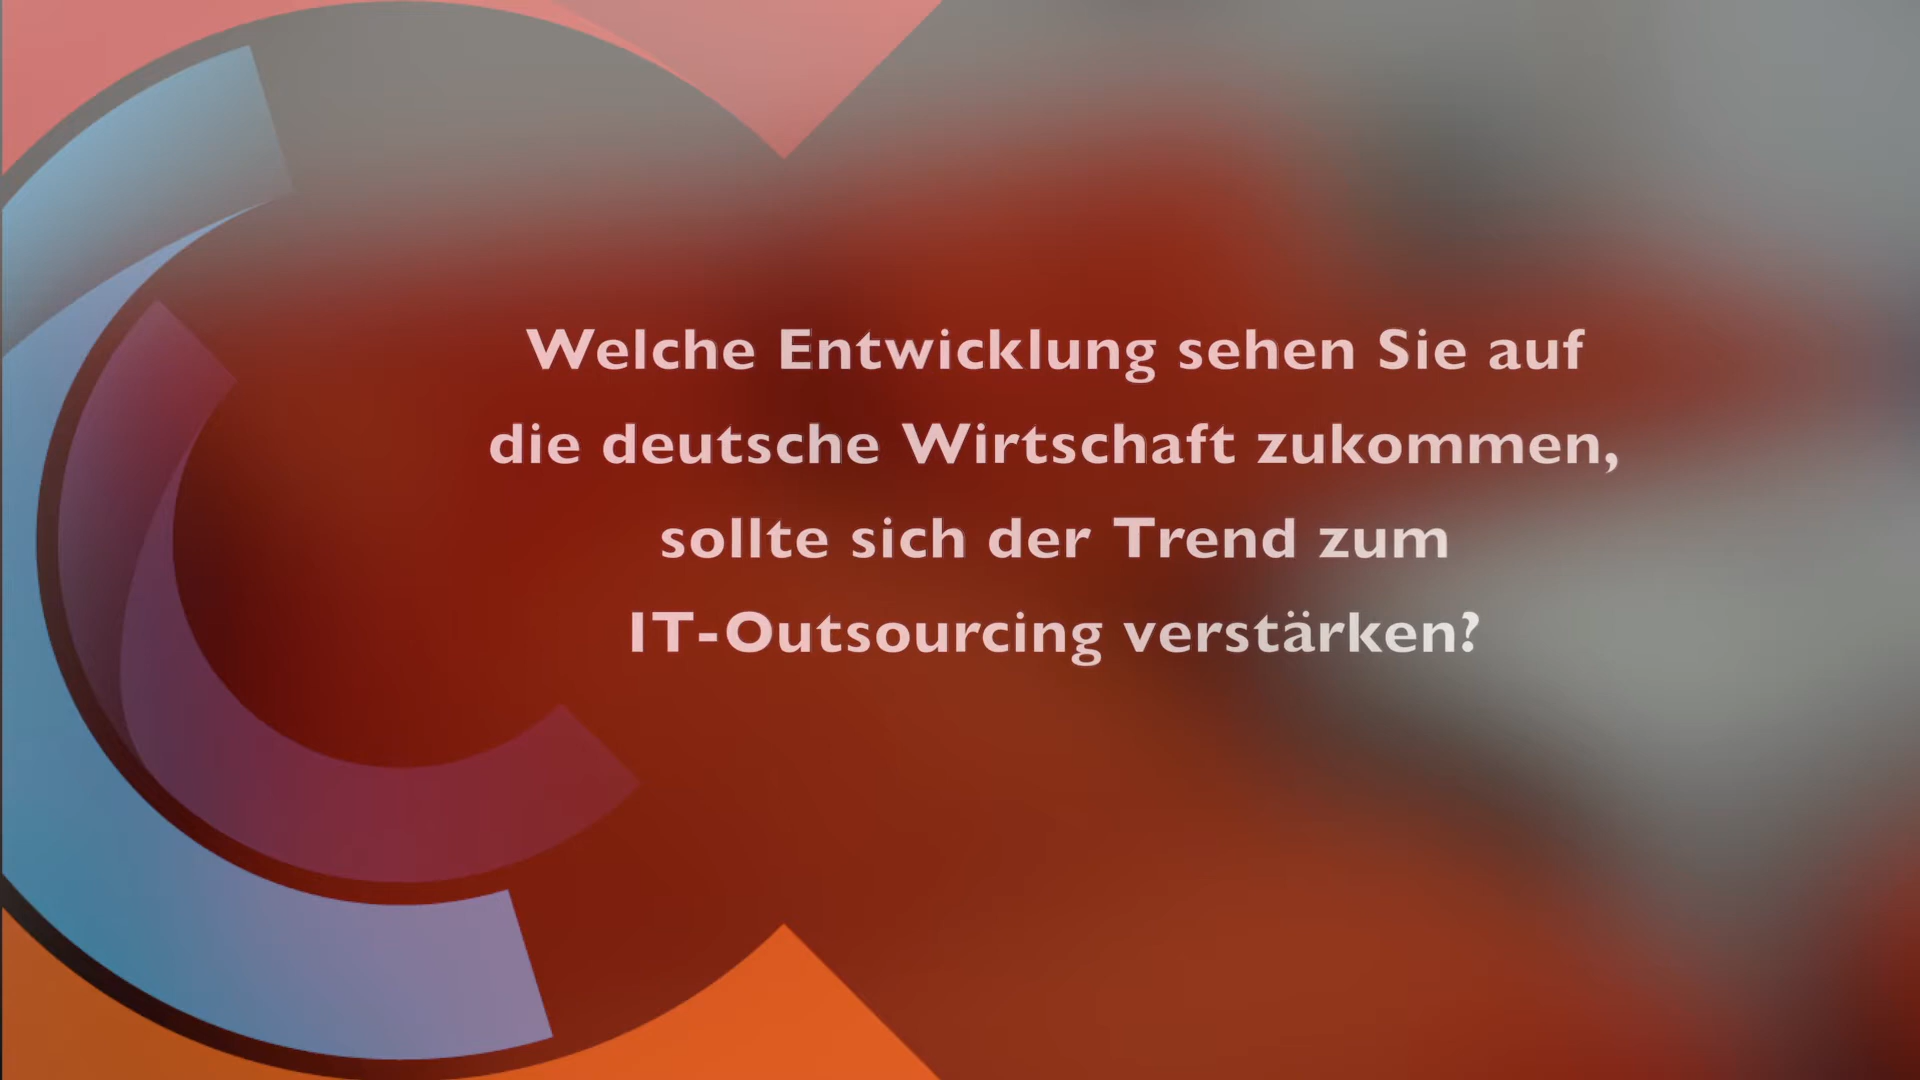 Welche Entwicklung sehen Sie auf
die deutsche Wirtschaft zukommen,
sollte sich der Trend zum
IT-Outsourcing verstärken?